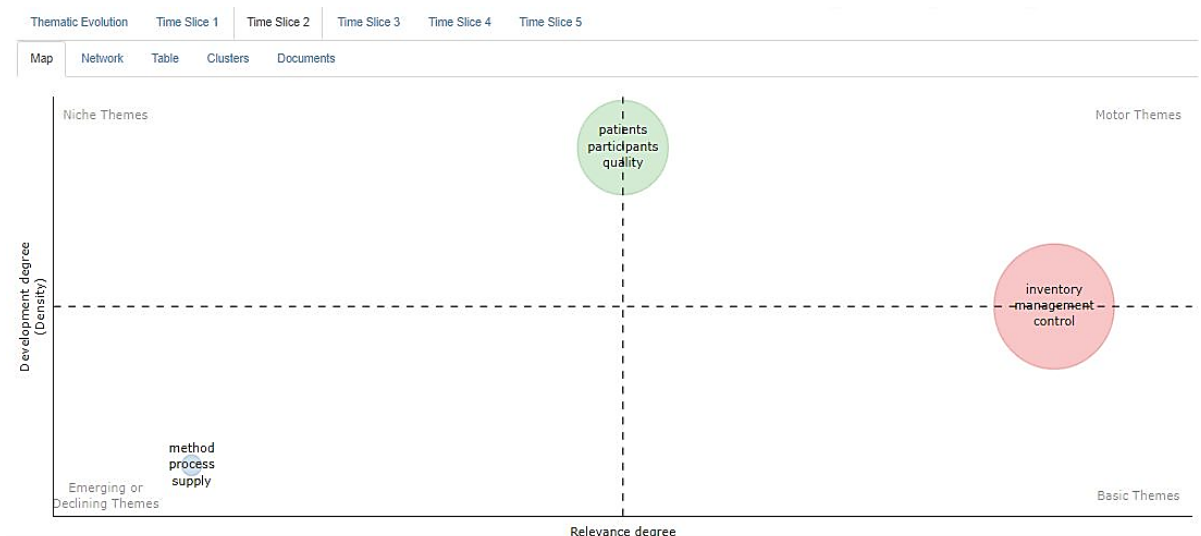 Thematic Evolution Time Slice 1 Time Slice 2 Time Slice 3 Time Slice 4 Time Slice 5
Map Network Table Clusters Documents
Niche Themes
Motor Themes
patients
participants
quality
Development degree
(Density)
inventory
management
control
method
process
supply
Emerging or
Declining Themes
Basic Themes
Relevance degree